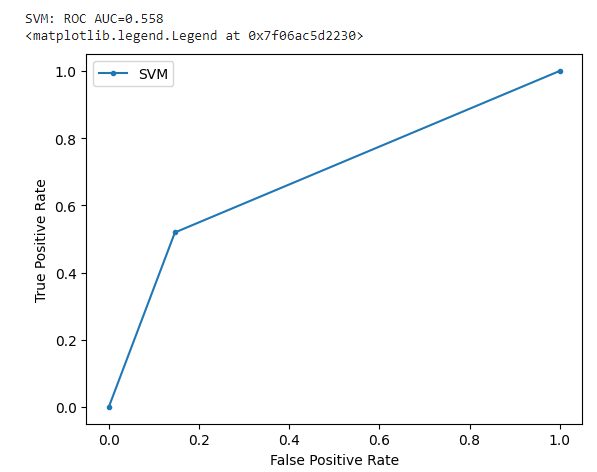 SVM: ROC AUC=0.558
<matplotlib.legend.Legend at 0x7f06ac5d2230>
SVM
1.0
0.8
0.6
0.4
0.2
0.0
True Positive Rate
0.0 0.2 0.4 0.6 0.8 1.0
False Positive Rate